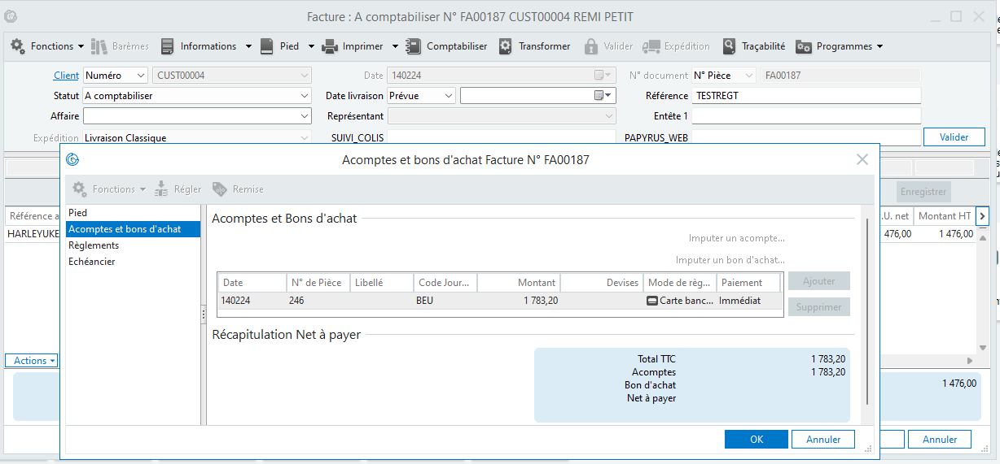 Facture : A comptabiliser N° FA00187 CUST00004 REMI PETIT
Fonctions Barèmes Informations Pied Imprimer Comptabiliser Transformer Valider Expédition Traçabilité Programmes
Client Numéro CUST00004 Date 140224 N° document N° Pièce FA00187
Statut A comptabiliser Date livraison Prévue Référence TESTREGT
Affaire Représentant Entête 1
Expédition Livraison Classique SUIVI_COLIS PAPYRUS_WEB Valider
Acomptes et bons d'achat Facture N° FA00187
Fonctions Régler Remise
Enregistrer
Référence a
.U. net Montant HT
HARLEYUKE
476,00 1 476,00
Pied
Acomptes et bons d'achat
Règlements
Echéancier
Acomptes et Bons d'achat
Imputer un acompte...
Imputer un bon d'achat...
Date N° de Pièce Libellé Code Jour... Montant Devises Mode de règ... Paiement
140224 246 BEU 1 783,20 Carte banc... Immédiat
Ajouter
Supprimer
Récapitulation Net à payer
Total TTC 1 783,20
Acomptes 1 783,20
Bon d'achat
Net à payer
Actions
1 476,00
OK Annuler
Annuler